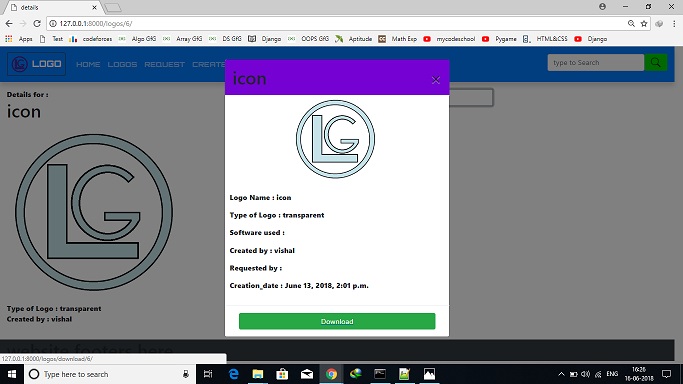 details
127.0.0.1:8000/logos/6/
Apps
Test
codeforces
Algo GfG
Array GfG
DS GfG
Django
OOPS GfG
Aptitude
Math Exp
mycodeschool
Pygame
HTML&CSS
Django
LOGO
HOME
LOGOS
REQUEST
CREATE
type to Search
Details for :
icon
Type of Logo : transparent
Created by : vishal
icon
×
LG
Logo Name : icon
Type of Logo : transparent
Software used :
Created by : vishal
Requested by :
Creation_date : June 13, 2018, 2:01 p.m.
Download
127.0.0.1:8000/logos/download/6/
Type here to search
ENG
16:26
16-06-2018